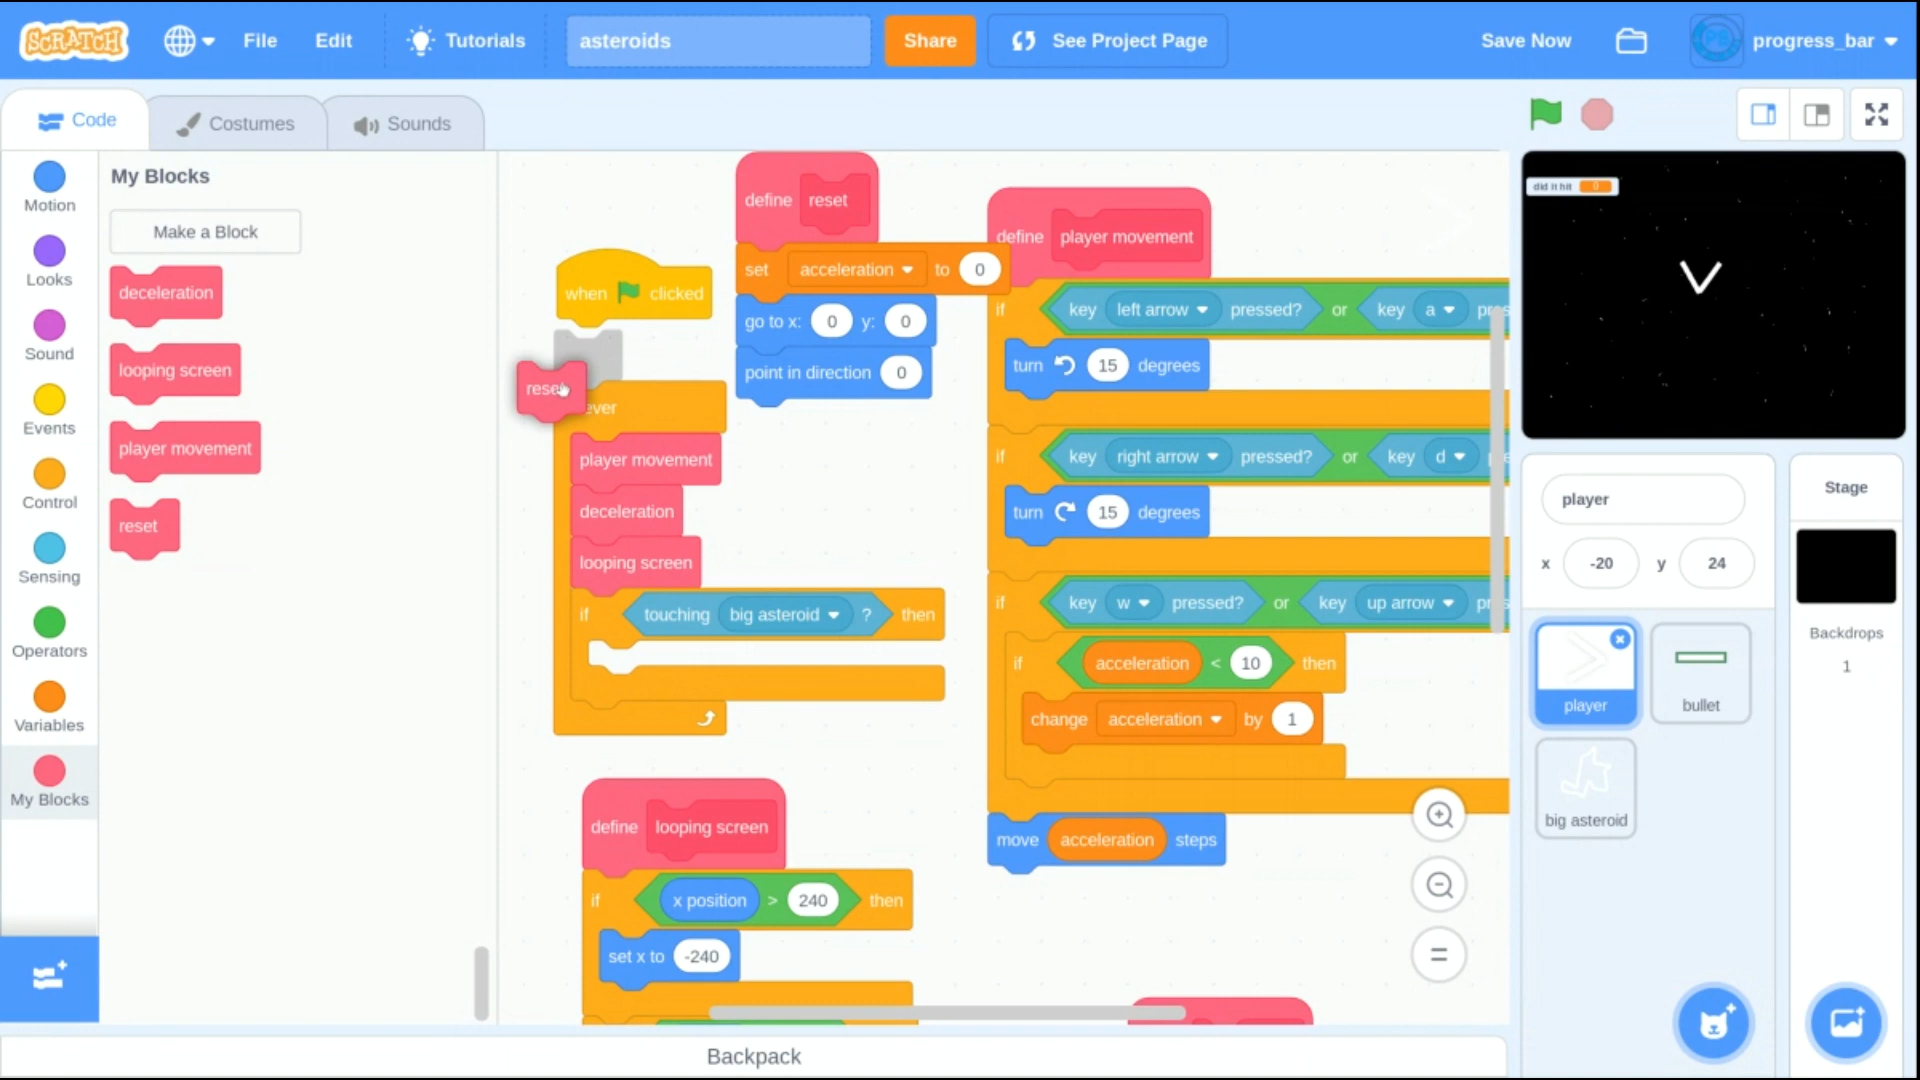 SCRATCH File Edit Tutorials asteroids Share See Project Page Save Now progress_bar
Code Costumes Sounds
Motion
Looks
Sound
Events
Control
Sensing
Operators
Variables
My Blocks
My Blocks
Make a Block
deceleration
looping screen
player movement
reset
when clicked
reset
ever
player movement
deceleration
looping screen
if touching big asteroid ? then
define reset
set acceleration to 0
go to x: 0 y: 0
point in direction 0
define looping screen
if x position > 240 then
set x to -240
define player movement
if key left arrow pressed? or key a
turn 15 degrees
if key right arrow pressed? or key d
turn 15 degrees
if key w pressed? or key up arrow
if acceleration < 10 then
change acceleration by 1
move acceleration steps
Backpack
did it hit 0
player
x -20 y 24
player
bullet
big asteroid
Stage
Backdrops
1